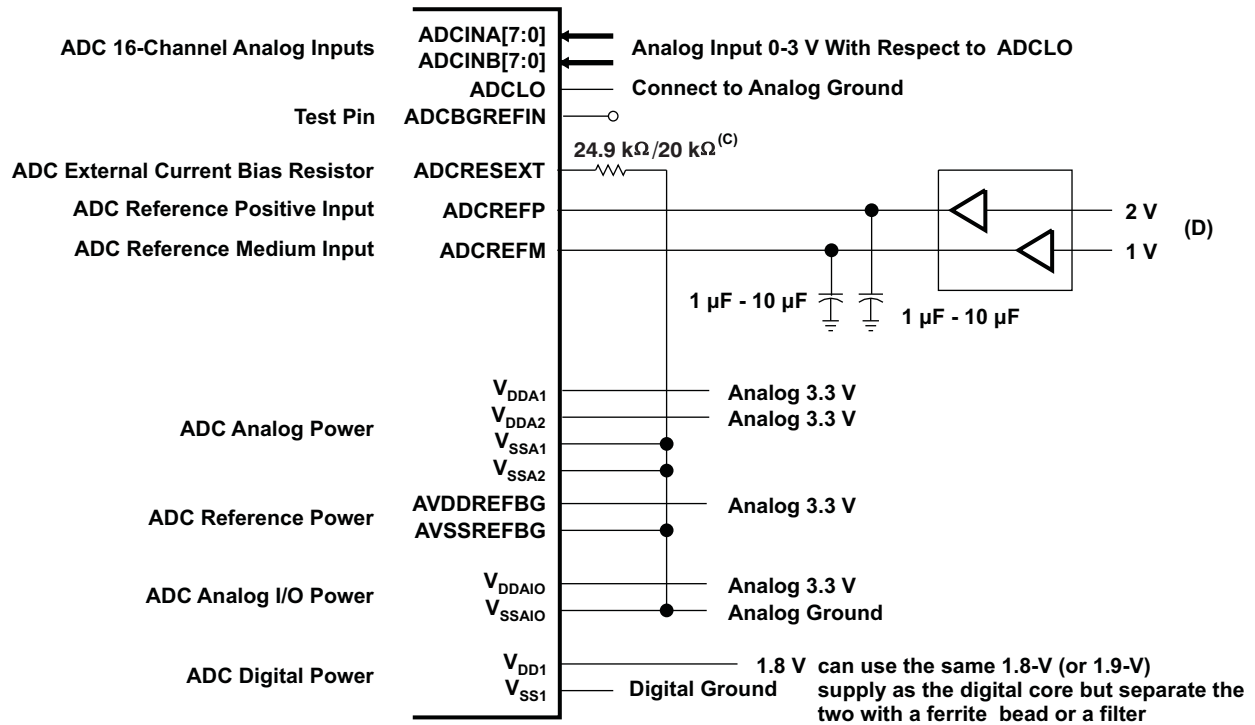 ADC 16-Channel Analog Inputs
ADCINA[7:0]
ADCINB[7:0]
Analog Input 0-3 V With Respect to ADCLO
ADCLO
Connect to Analog Ground
Test Pin
ADCBGREFIN
24.9 kΩ/20 kΩ(C)
ADC External Current Bias Resistor
ADCRESEXT
ADC Reference Positive Input
ADCREFP
2 V
ADC Reference Medium Input
ADCREFM
1 V
(D)
1 µF - 10 µF
1 µF - 10 µF
ADC Analog Power
VDDA1
Analog 3.3 V
VDDA2
Analog 3.3 V
VSSA1
VSSA2
ADC Reference Power
AVDDREFBG
Analog 3.3 V
AVSSREFBG
ADC Analog I/O Power
VDDAIO
Analog 3.3 V
VSSAIO
Analog Ground
ADC Digital Power
VDD1
1.8 V can use the same 1.8-V (or 1.9-V)
VSS1
Digital Ground
supply as the digital core but separate the
two with a ferrite bead or a filter